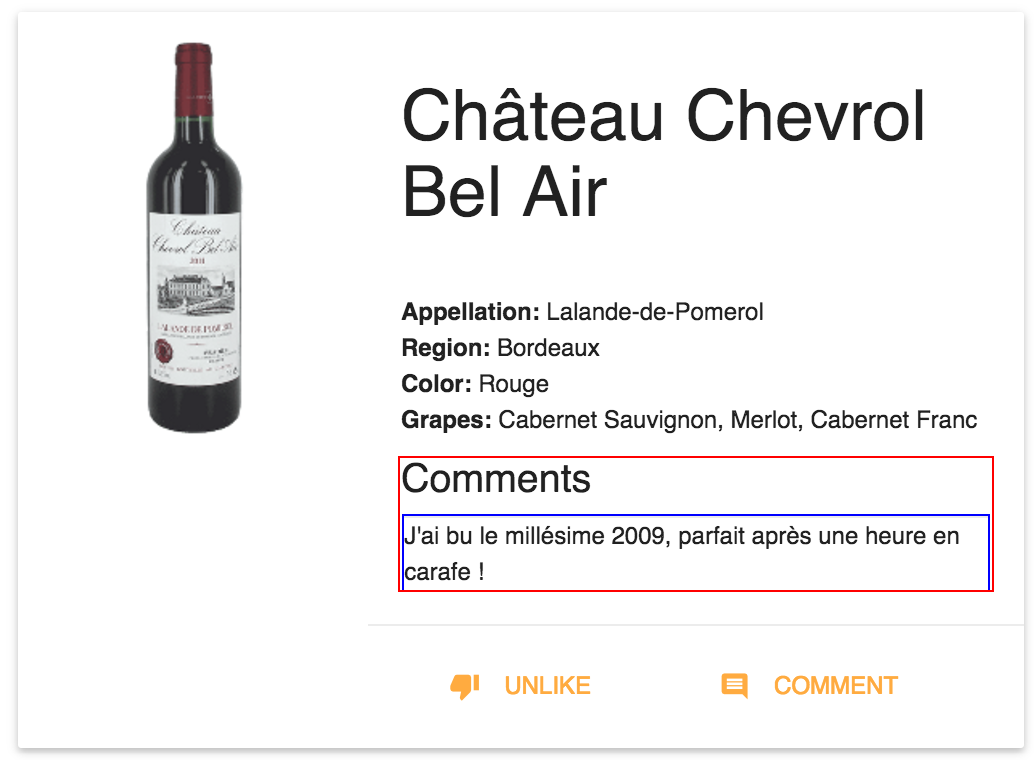 Château
Chevrol Bel Air
LALANDE DE POMEROL
Château Chevrol
Bel Air
Appellation: Lalande-de-Pomerol
Region: Bordeaux
Color: Rouge
Grapes: Cabernet Sauvignon, Merlot, Cabernet Franc
Comments
J'ai bu le millésime 2009, parfait après une heure en
carafe !
UNLIKE
COMMENT